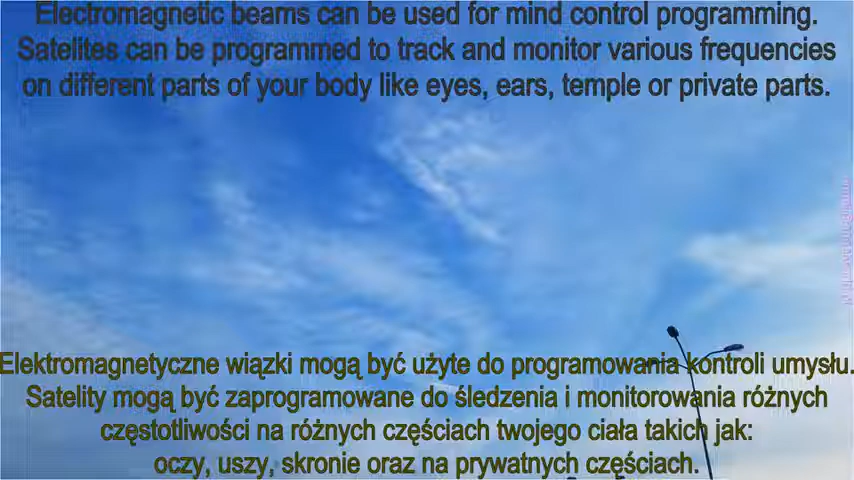 Electromagnetic beams can be used for mind control programming.
Satelites can be programmed to track and monitor various frequencies
on different parts of your body like eyes, ears, temple or private parts.
Elektromagnetyczne wiązki mogą być użyte do programowania kontroli umysłu.
Satelity mogą być zaprogramowane do śledzenia i monitorowania różnych
częstotliwości na różnych częściach twojego ciała takich jak:
oczy, uszy, skronie oraz na prywatnych częściach.